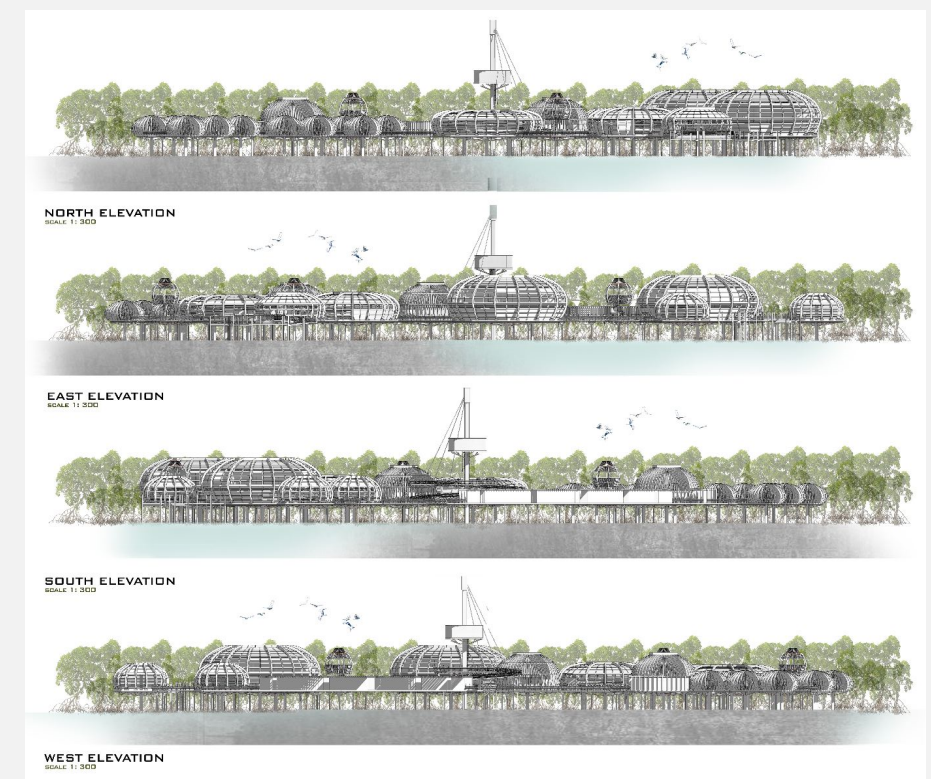 NORTH ELEVATION
SCALE 1: 300
EAST ELEVATION
SCALE 1: 300
SOUTH ELEVATION
SCALE 1: 300
WEST ELEVATION
SCALE 1: 300